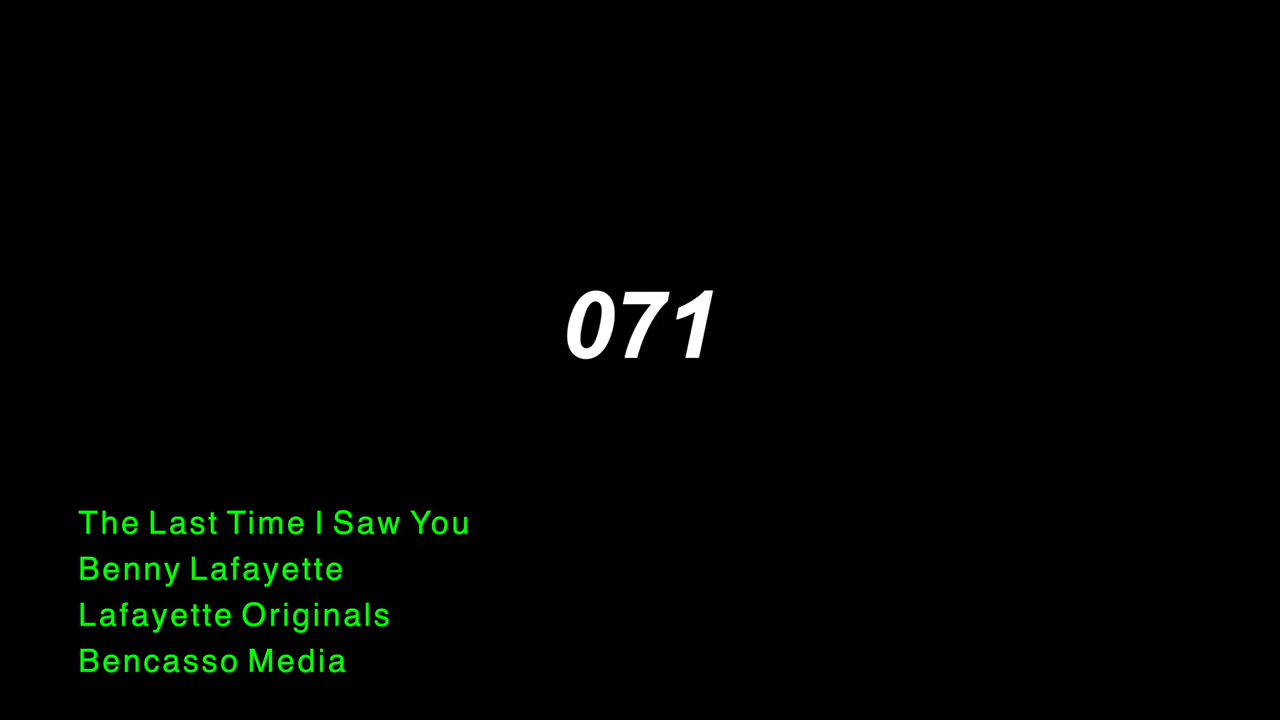 071
The Last Time I Saw You
Benny Lafayette
Lafayette Originals
Bencasso Media